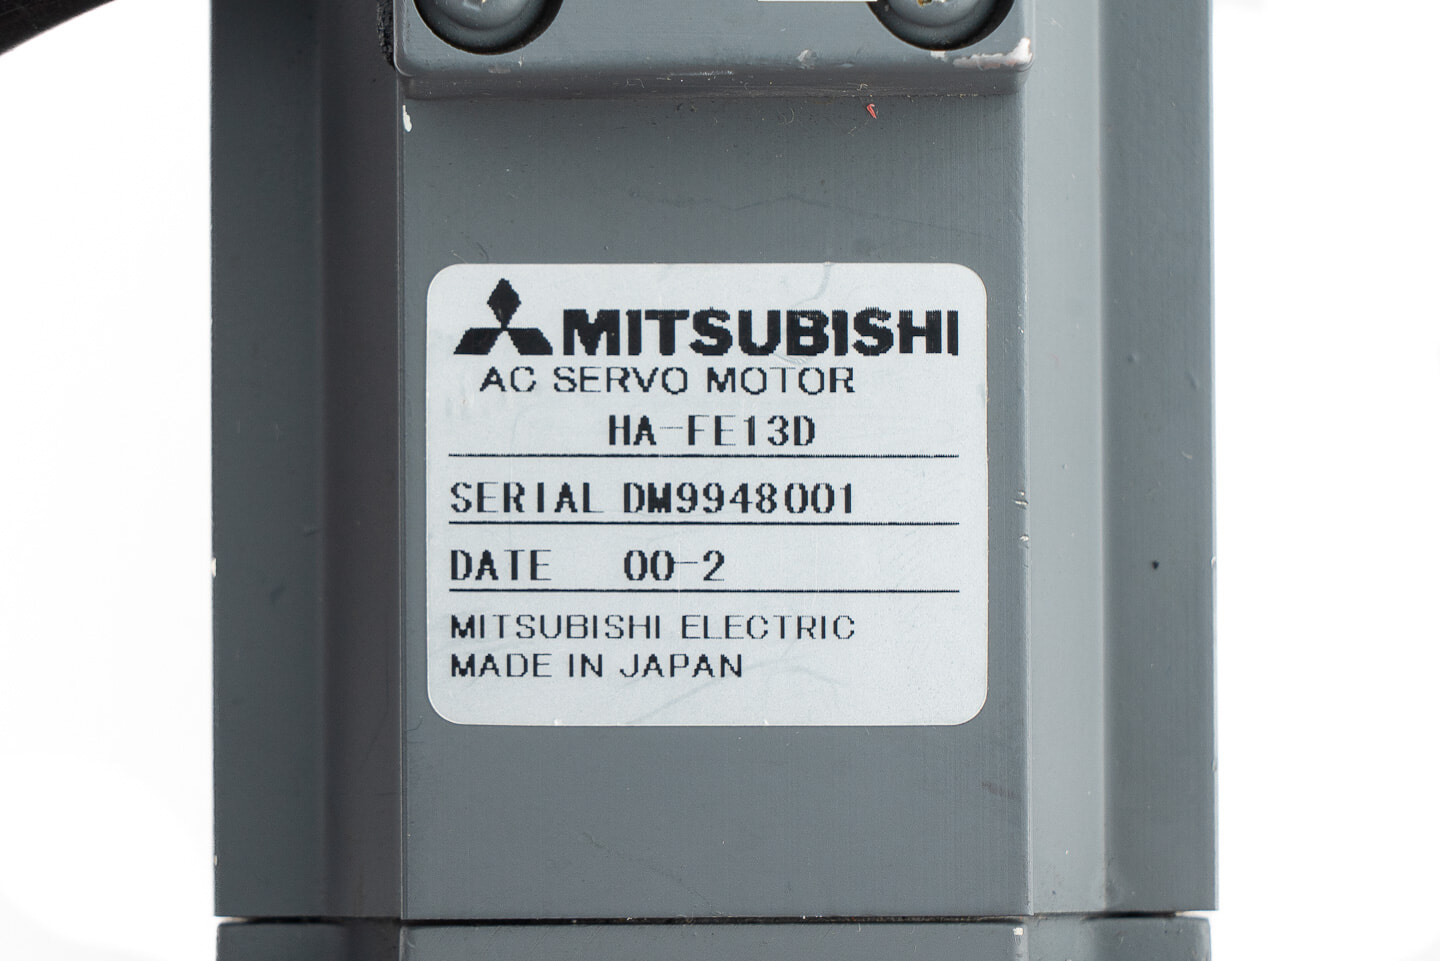 MITSUBISHI
AC SERVO MOTOR
HA-FE13D
SERIAL DM9948001
DATE 00-2
MITSUBISHI ELECTRIC
MADE IN JAPAN